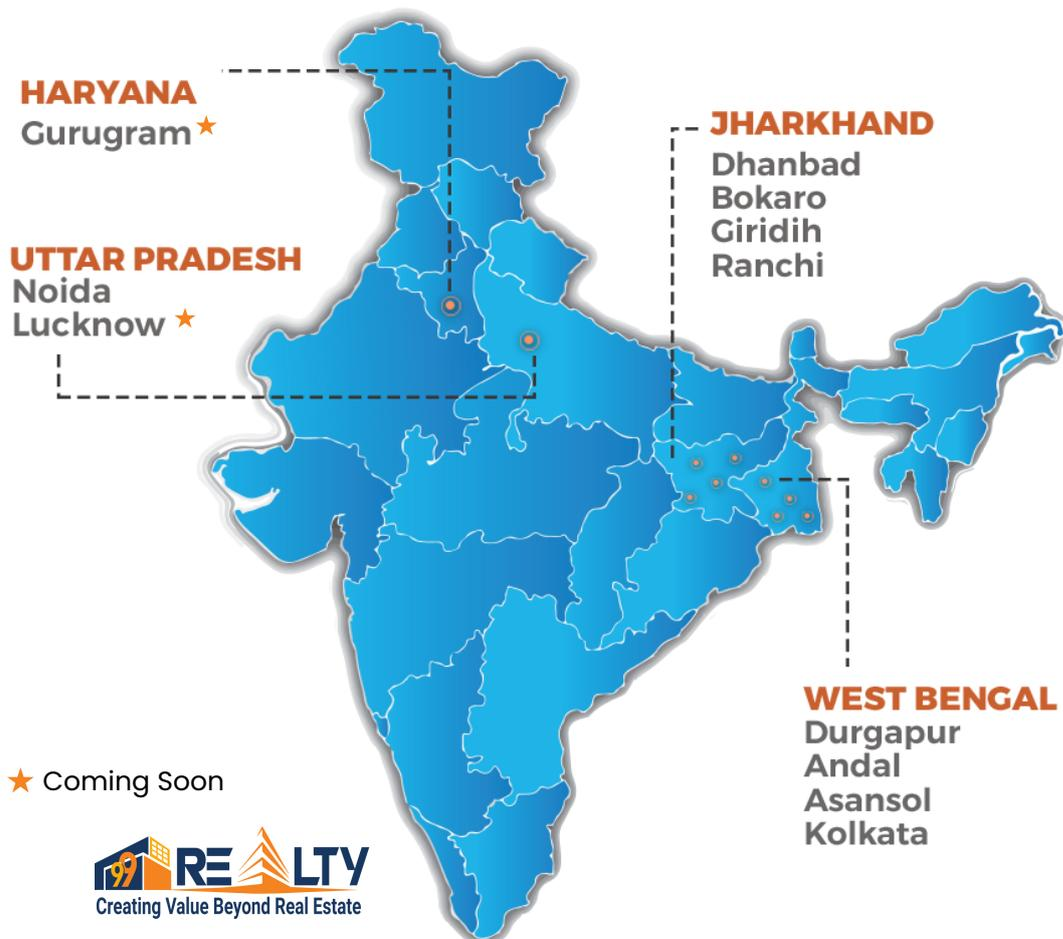 HARYANA
Gurugram
UTTAR PRADESH
Noida
Lucknow
JHARKHAND
Dhanbad
Bokaro
Giridih
Ranchi
WEST BENGAL
Durgapur
Andal
Asansol
Kolkata
Coming Soon
99 REALTY
Creating Value Beyond Real Estate